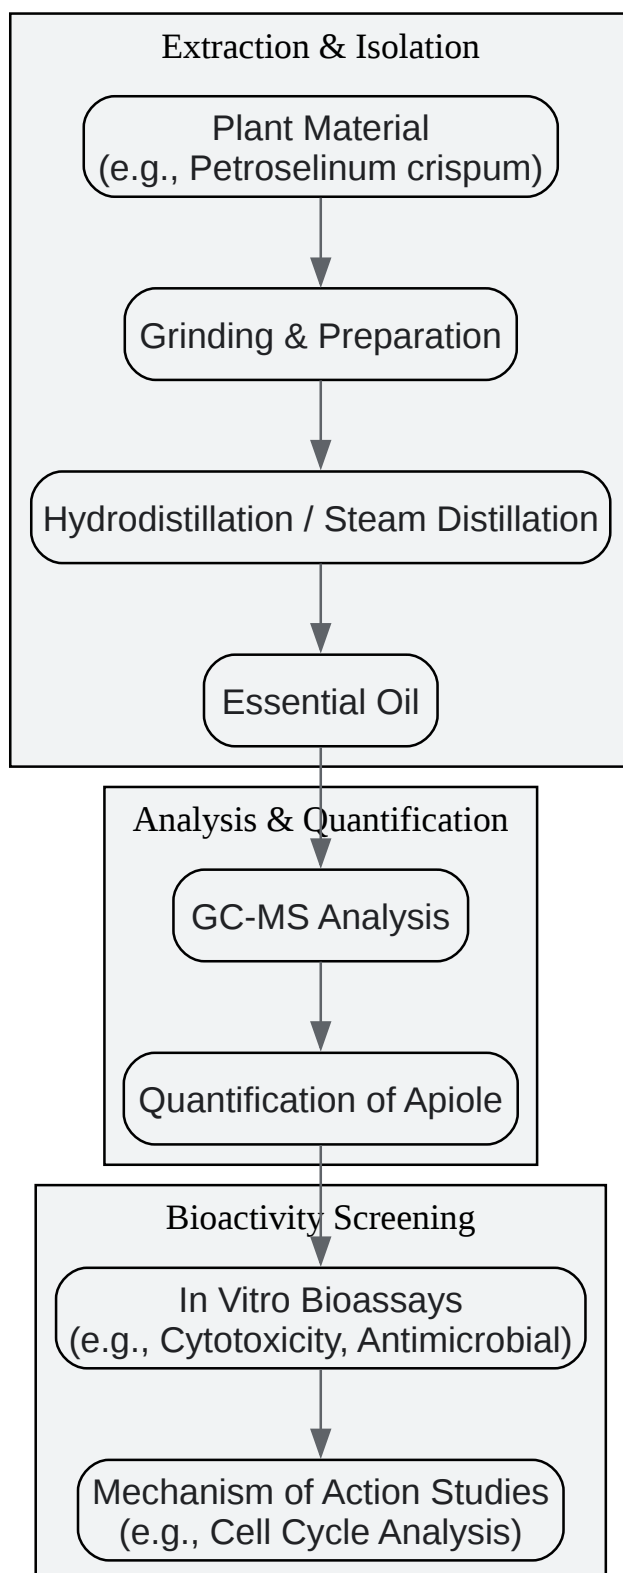 Extraction & Isolation
Plant Material
(e.g., Petroselinum crispum)
Grinding & Preparation
Hydrodistillation / Steam Distillation
Essential Oil
Analysis & Quantification
GC-MS Analysis
Quantification of Apiole
Bioactivity Screening
In Vitro Bioassays
(e.g., Cytotoxicity, Antimicrobial)
Mechanism of Action Studies
(e.g., Cell Cycle Analysis)